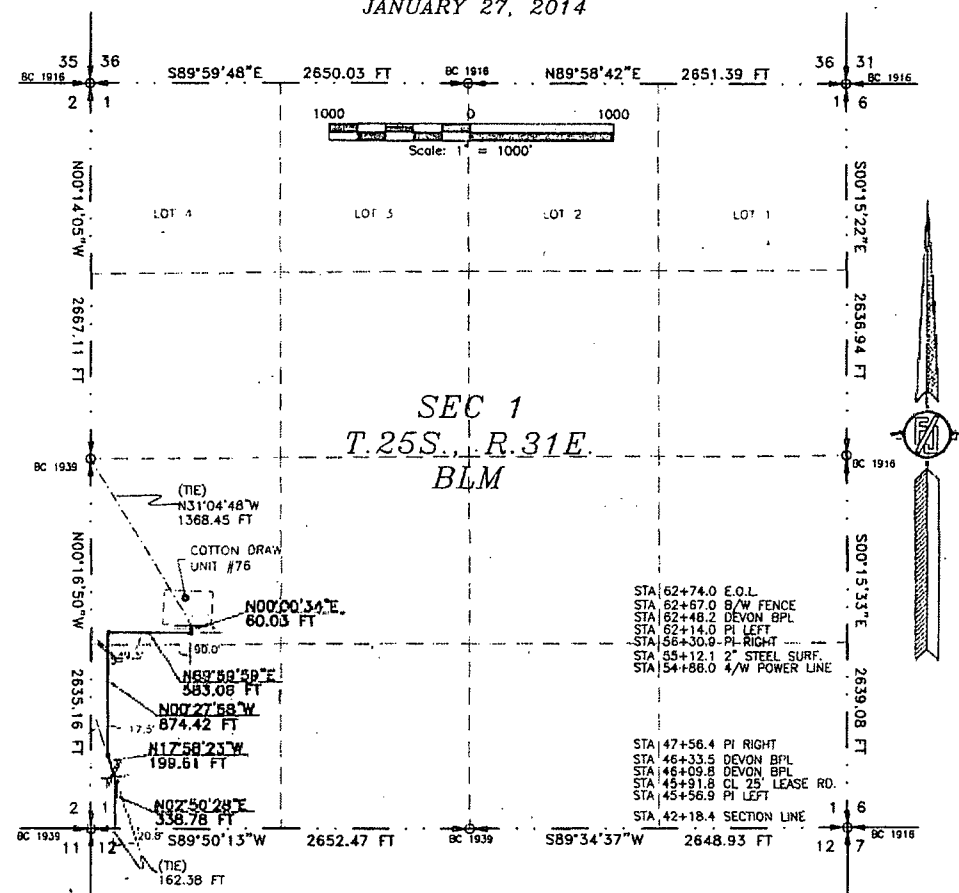 JANUARY 27, 2014
35 36
36 31
BC 1916
S89°59'48"E 2650.03 FT
BC 1916
N89°58'42"E 2651.39 FT
BC 1916
2 1
1 6
1000 0 1000
Scale: 1" = 1000'
N00°14'05"W 2667.11 FT
LOT 4
LOT 3
LOT 2
LOT 1
S00°15'22"E 2636.94 FT
SEC 1
T.25S., R.31E.
BLM
BC 1939
BC 1916
(TIE)
N31°04'48"W
1368.45 FT
COTTON DRAW
UNIT #76
N00°16'50"W 2635.16 FT
N00°00'34"E
60.03 FT
90.0'
N89°59'59"E
583.08 FT
N00°27'58"W
874.42 FT
17.5'
N17°58'23"W
199.61 FT
N02°50'28"E
338.78 FT
S00°15'33"E 2639.08 FT
STA 62+74.0 E.O.L.
STA 62+67.0 B/W FENCE
STA 62+48.2 DEVON BPL
STA 62+14.0 PI LEFT
STA 56+30.9 PI RIGHT
STA 55+12.1 2" STEEL SURF.
STA 54+86.0 4/W POWER LINE
STA 47+56.4 PI RIGHT
STA 46+33.5 DEVON BPL
STA 46+09.8 DEVON BPL
STA 45+91.8 CL 25' LEASE RD.
STA 45+56.9 PI LEFT
STA 42+18.4 SECTION LINE
2 1
1 6
BC 1939
S89°50'13"W 2652.47 FT
BC 1939
S89°34'37"W 2648.93 FT
BC 1916
11 12
12 7
20.8'
(TIE)
162.38 FT